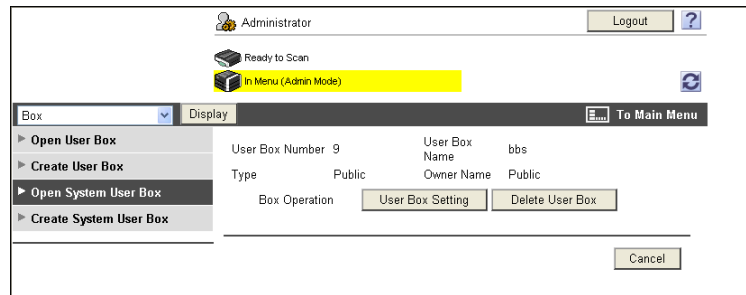 Administrator
Logout
?
Ready to Scan
In Menu (Admin Mode)
Box
Display
To Main Menu
Open User Box
Create User Box
Open System User Box
Create System User Box
User Box Number 9 User Box Name bbs
Type Public Owner Name Public
Box Operation User Box Setting Delete User Box
Cancel